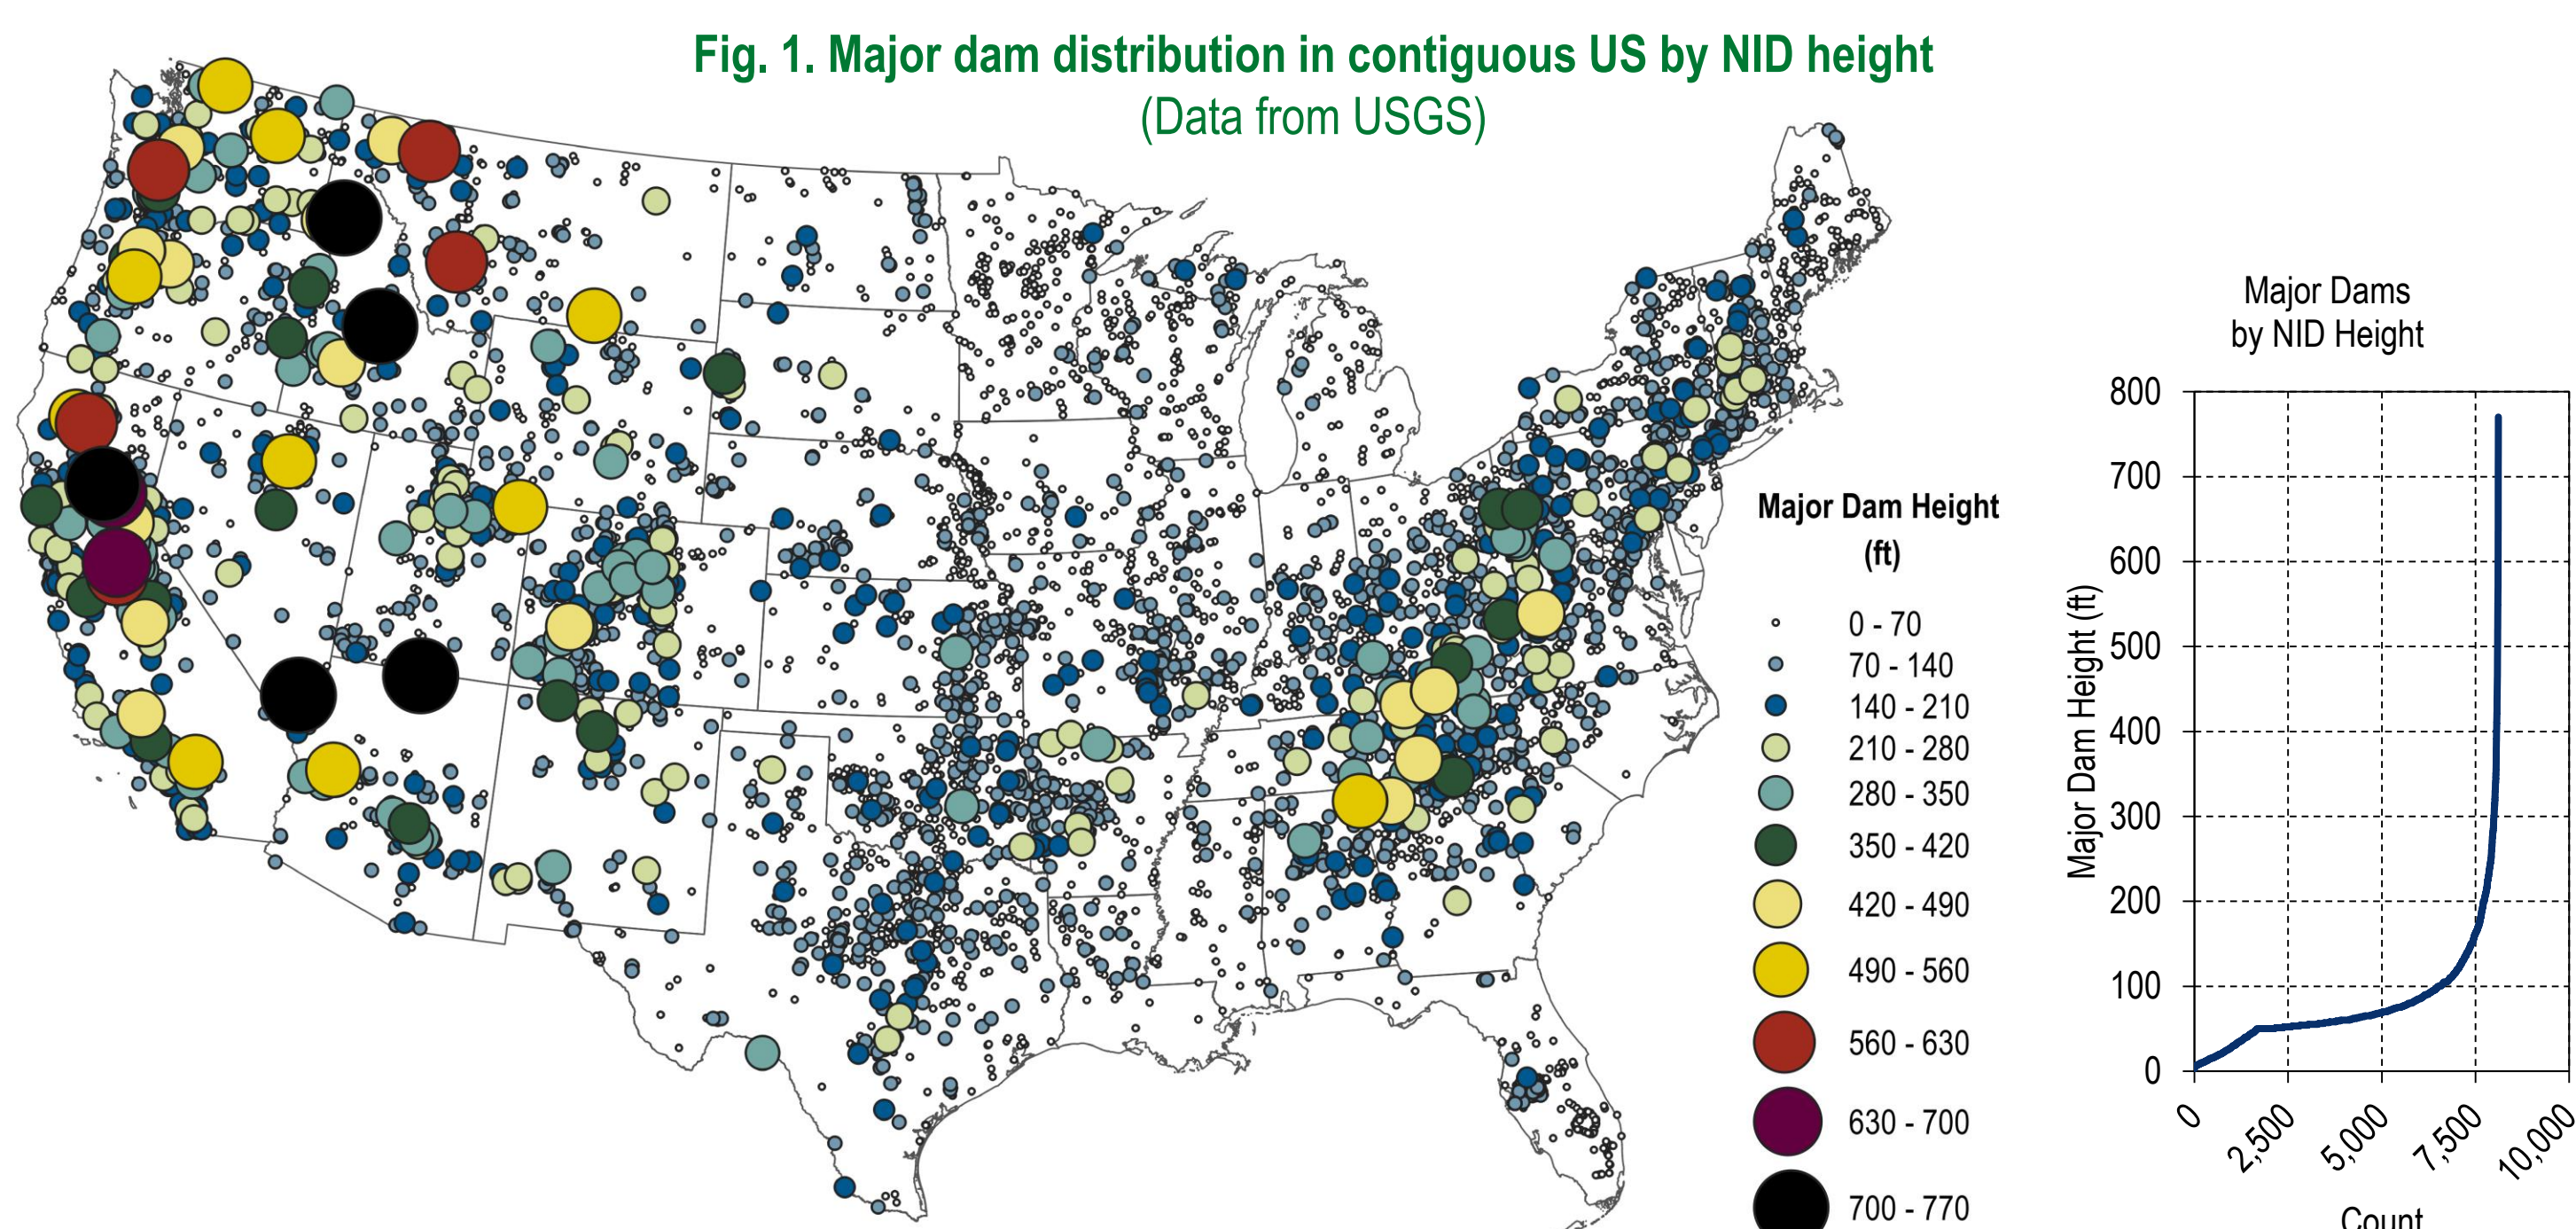 Fig. 1. Major dam distribution in contiguous US by NID height
(Data from USGS)
Major Dam Height
(ft)
0 - 70
70 - 140
140 - 210
210 - 280
280 - 350
350 - 420
420 - 490
490 - 560
560 - 630
630 - 700
700 - 770
Major Dams
by NID Height
Major Dam Height (ft)
800
700
600
500
400
300
200
100
0
0
2,500
5,000
7,500
10,000
Count